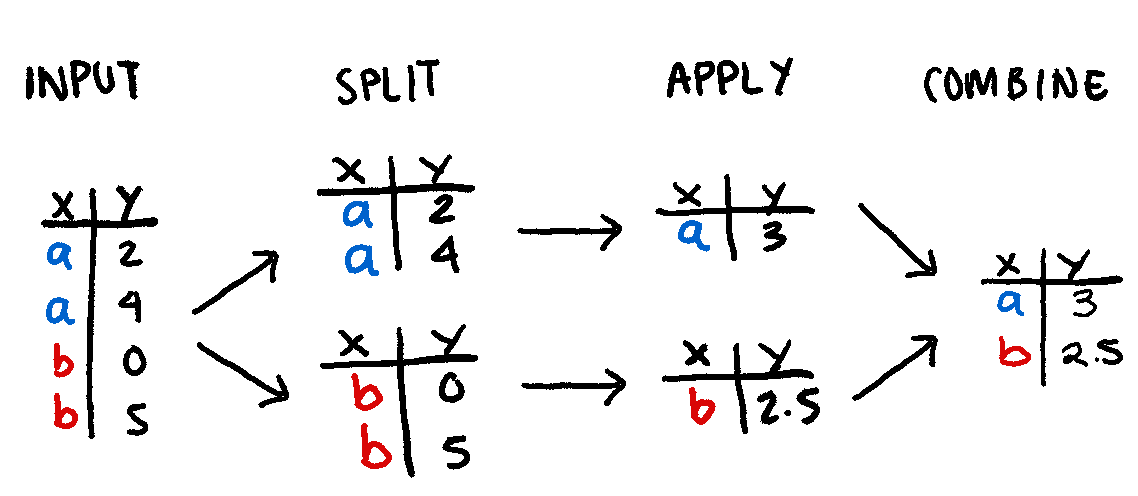 INPUT
SPLIT
APPLY
COMBINE
X Y
a 2
a 4
b 0
b 5
X Y
a 2
a 4
X Y
b 0
b 5
X Y
a 3
X Y
b 2.5
X Y
a 3
b 2.5